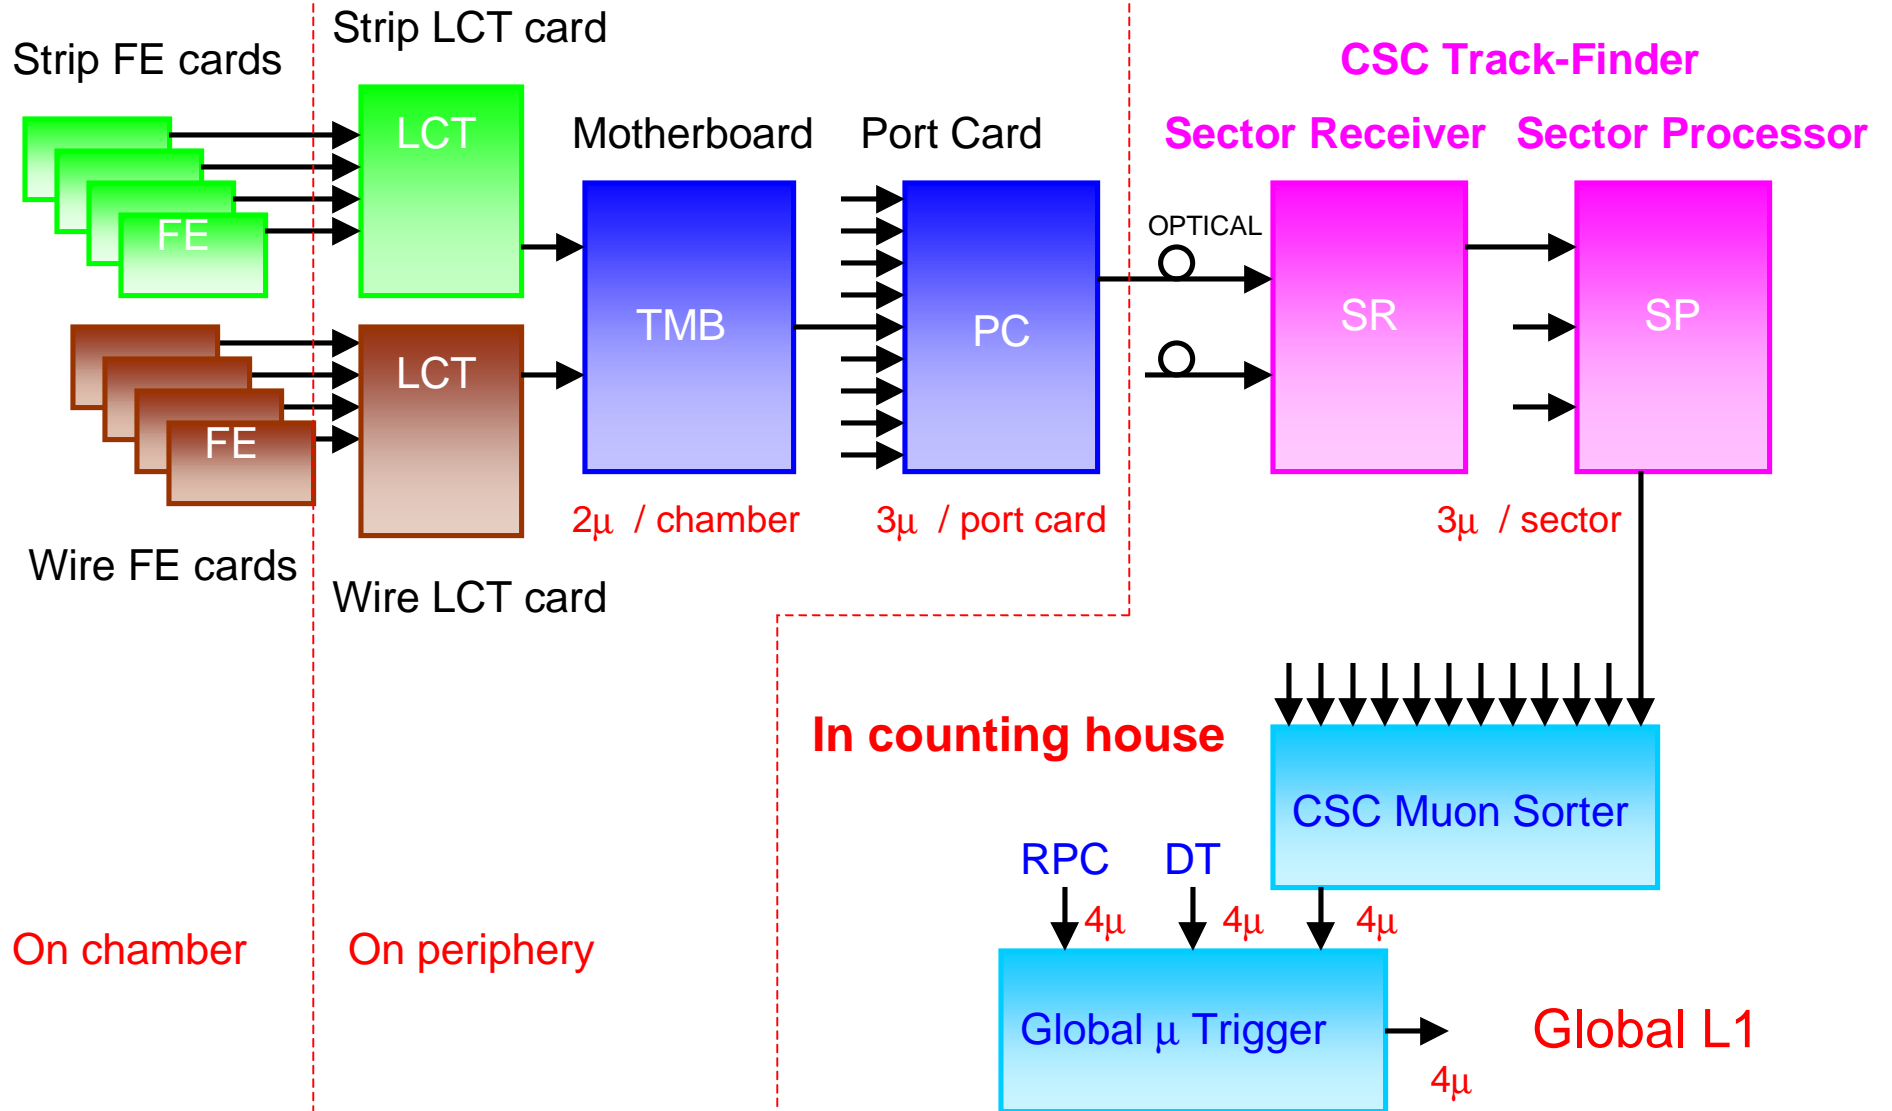 Strip LCT card
Strip FE cards
CSC Track-Finder
LCT
Motherboard
Port Card
Sector Receiver
Sector Processor
FE
OPTICAL
TMB
PC
SR
SP
LCT
FE
2μ / chamber
3μ / port card
3μ / sector
Wire FE cards
Wire LCT card
In counting house
CSC Muon Sorter
RPC
DT
4μ
4μ
4μ
On chamber
On periphery
Global μ Trigger
Global L1
4μ